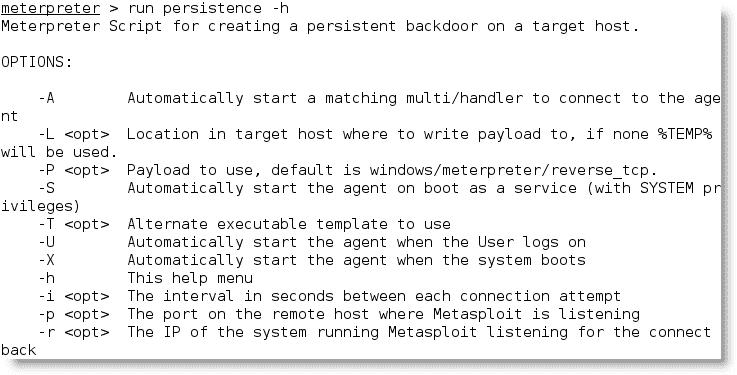 meterpreter > run persistence -h
Meterpreter Script for creating a persistent backdoor on a target host.

OPTIONS:

    -A        Automatically start a matching multi/handler to connect to the age
nt
    -L <opt>  Location in target host where to write payload to, if none %TEMP%
will be used.
    -P <opt>  Payload to use, default is windows/meterpreter/reverse_tcp.
    -S        Automatically start the agent on boot as a service (with SYSTEM pr
ivileges)
    -T <opt>  Alternate executable template to use
    -U        Automatically start the agent when the User logs on
    -X        Automatically start the agent when the system boots
    -h        This help menu
    -i <opt>  The interval in seconds between each connection attempt
    -p <opt>  The port on the remote host where Metasploit is listening
    -r <opt>  The IP of the system running Metasploit listening for the connect
back